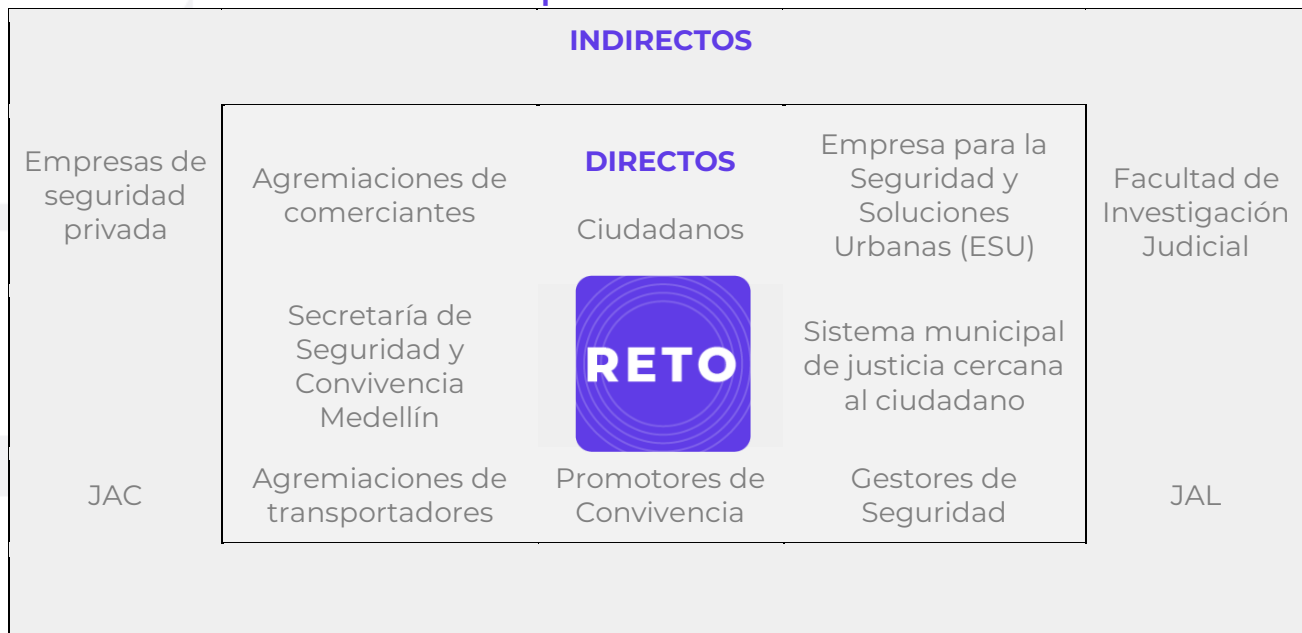 INDIRECTOS
Empresas de
seguridad
privada
Agremiaciones de
comerciantes
DIRECTOS
Ciudadanos
Empresa para la
Seguridad y
Soluciones
Urbanas (ESU)
Facultad de
Investigación
Judicial
Secretaría de
Seguridad y
Convivencia
Medellín
RETO
Sistema municipal
de justicia cercana
al ciudadano
JAC
Agremiaciones de
transportadores
Promotores de
Convivencia
Gestores de
Seguridad
JAL